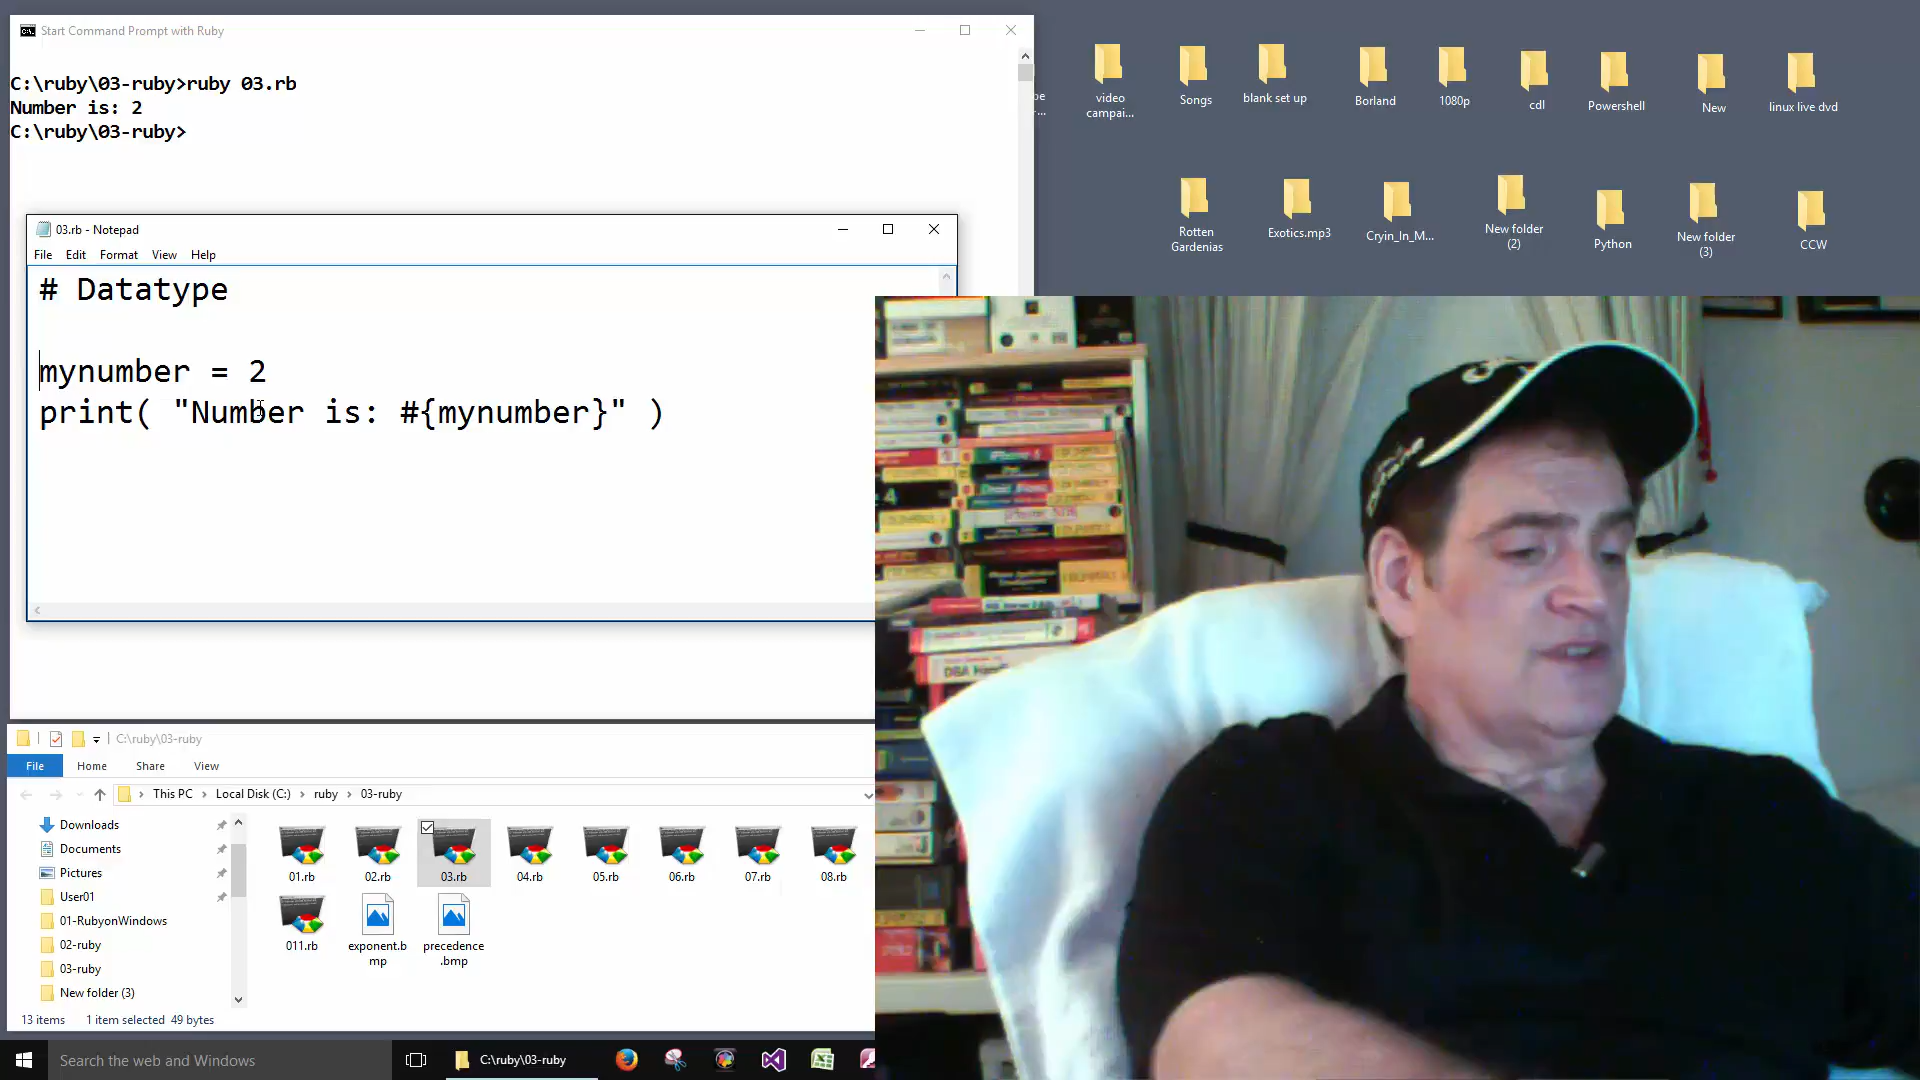 Start Command Prompt with Ruby
C:\ruby\03-ruby>ruby 03.rb
Number is: 2
C:\ruby\03-ruby>
03.rb - Notepad
File Edit Format View Help
# Datatype
mynumber = 2
print( "Number is: #{mynumber}" )
video campai...
Songs
blank set up
Borland
1080p
cdl
Powershell
New
linux live dvd
Rotten Gardenias
Exotics.mp3
Cryin_In_M...
New folder (2)
Python
New folder (3)
CCW
C:\ruby\03-ruby
File Home Share View
This PC > Local Disk (C:) > ruby > 03-ruby
Downloads
Documents
Pictures
User01
01-RubyonWindows
02-ruby
03-ruby
New folder (3)
01.rb
02.rb
03.rb
04.rb
05.rb
06.rb
07.rb
08.rb
011.rb
exponent.bmp
precedence.bmp
13 items 1 item selected 49 bytes
Search the web and Windows
C:\ruby\03-ruby